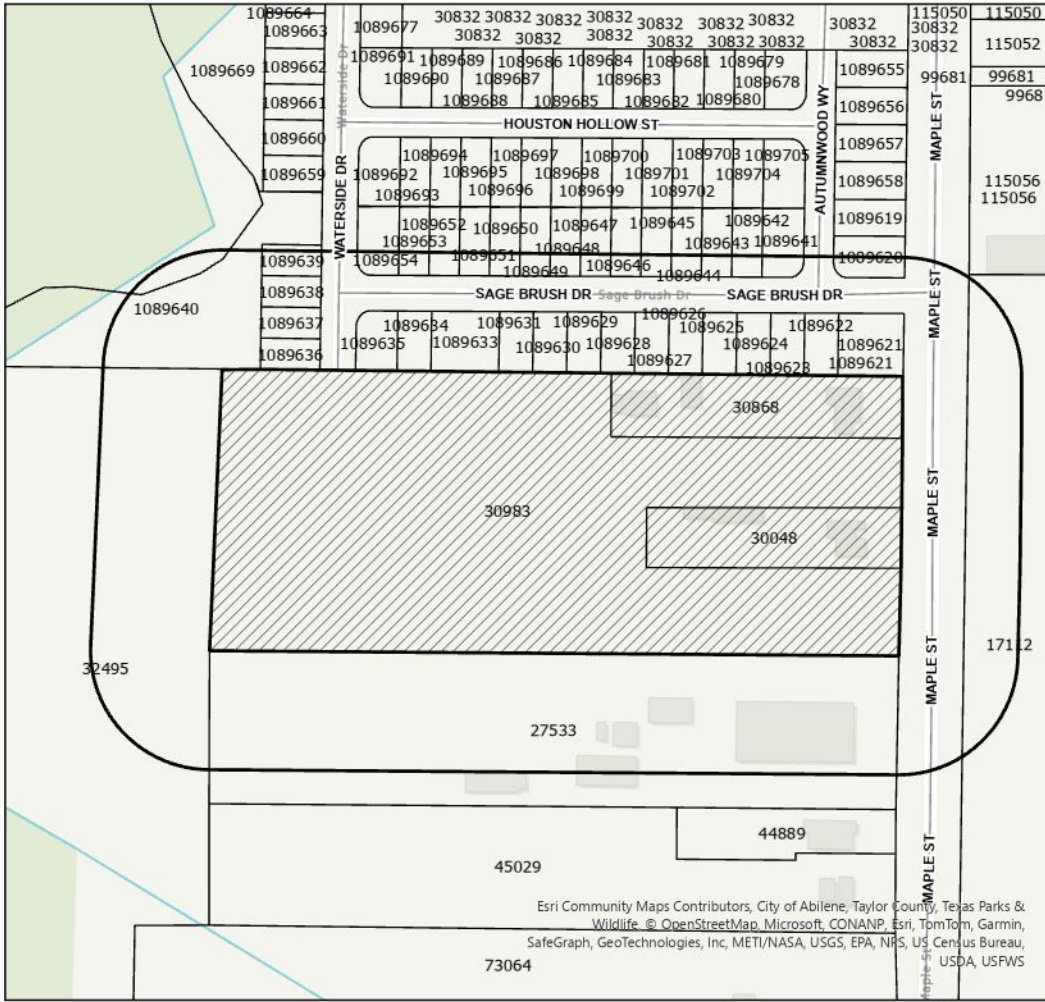 1089664
1089663
1089677
30832 30832 30832 30832 30832 30832 30832 30832
30832 30832 30832 30832 30832 30832 30832
115050 115050
30832
30832
115052
1089669
1089662
1089691 1089689 1089686 1089684 1089681 1089679
1089690 1089687 1089683 1089678
1089688 1089685 1089682 1089680
1089655
99681 99681
9968
1089661
1089656
Waterside Dr
HOUSTON HOLLOW ST
AUTUMNWOOD WY
MAPLE ST
1089660
1089657
1089694 1089697 1089700 1089703 1089705
1089659
1089692 1089695 1089698 1089701 1089704
1089693 1089696 1089699 1089702
1089658
115056
115056
WATERSIDE DR
1089652 1089650 1089647 1089645 1089642
1089653 1089648 1089643 1089641
1089619
1089639
1089654 1089651 1089649 1089646 1089644
1089620
1089638
SAGE BRUSH DR Sage Brush Dr SAGE BRUSH DR
MAPLE ST
1089640
1089637
1089634 1089631 1089629 1089626 1089625 1089622
1089636
1089635 1089633 1089630 1089628 1089627 1089624 1089623 1089621
1089621
30868
30983
30048
MAPLE ST
32495
MAPLE ST
17112
27533
44889
45029
MAPLE ST
73064
Maple St
Esri Community Maps Contributors, City of Abilene, Taylor County, Texas Parks &
Wildlife, © OpenStreetMap, Microsoft, CONANP, Esri, TomTom, Garmin,
SafeGraph, GeoTechnologies, Inc, METI/NASA, USGS, EPA, NPS, US Census Bureau,
USDA, USFWS